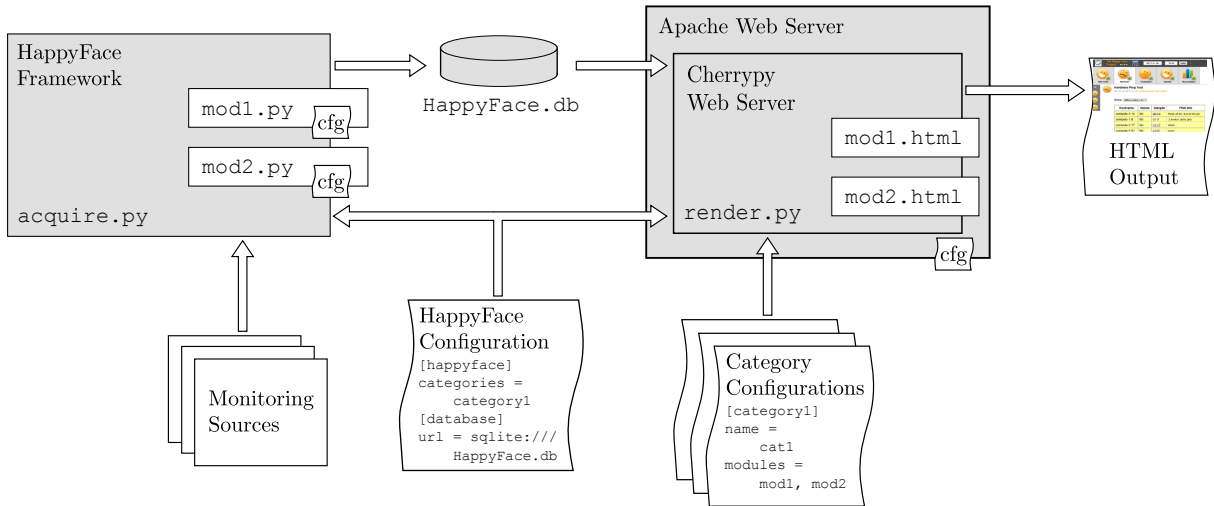 HappyFace
Framework
mod1.py
cfg
mod2.py
cfg
acquire.py
HappyFace.db
Apache Web Server
Cherrypy
Web Server
mod1.html
mod2.html
render.py
cfg
HTML
Output
Monitoring
Sources
HappyFace
Configuration
[happyface]
categories =
category1
[database]
url = sqlite:///
HappyFace.db
Category
Configurations
[category1]
name =
cat1
modules =
mod1, mod2